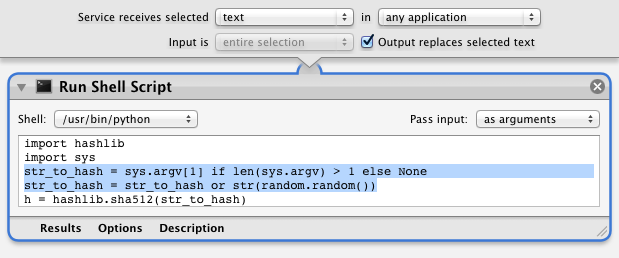 Service receives selected text in any application
Input is entire selection Output replaces selected text
Run Shell Script
Shell: /usr/bin/python Pass input: as arguments
import hashlib
import sys
str_to_hash = sys.argv[1] if len(sys.argv) > 1 else None
str_to_hash = str_to_hash or str(random.random())
h = hashlib.sha512(str_to_hash)
Results Options Description